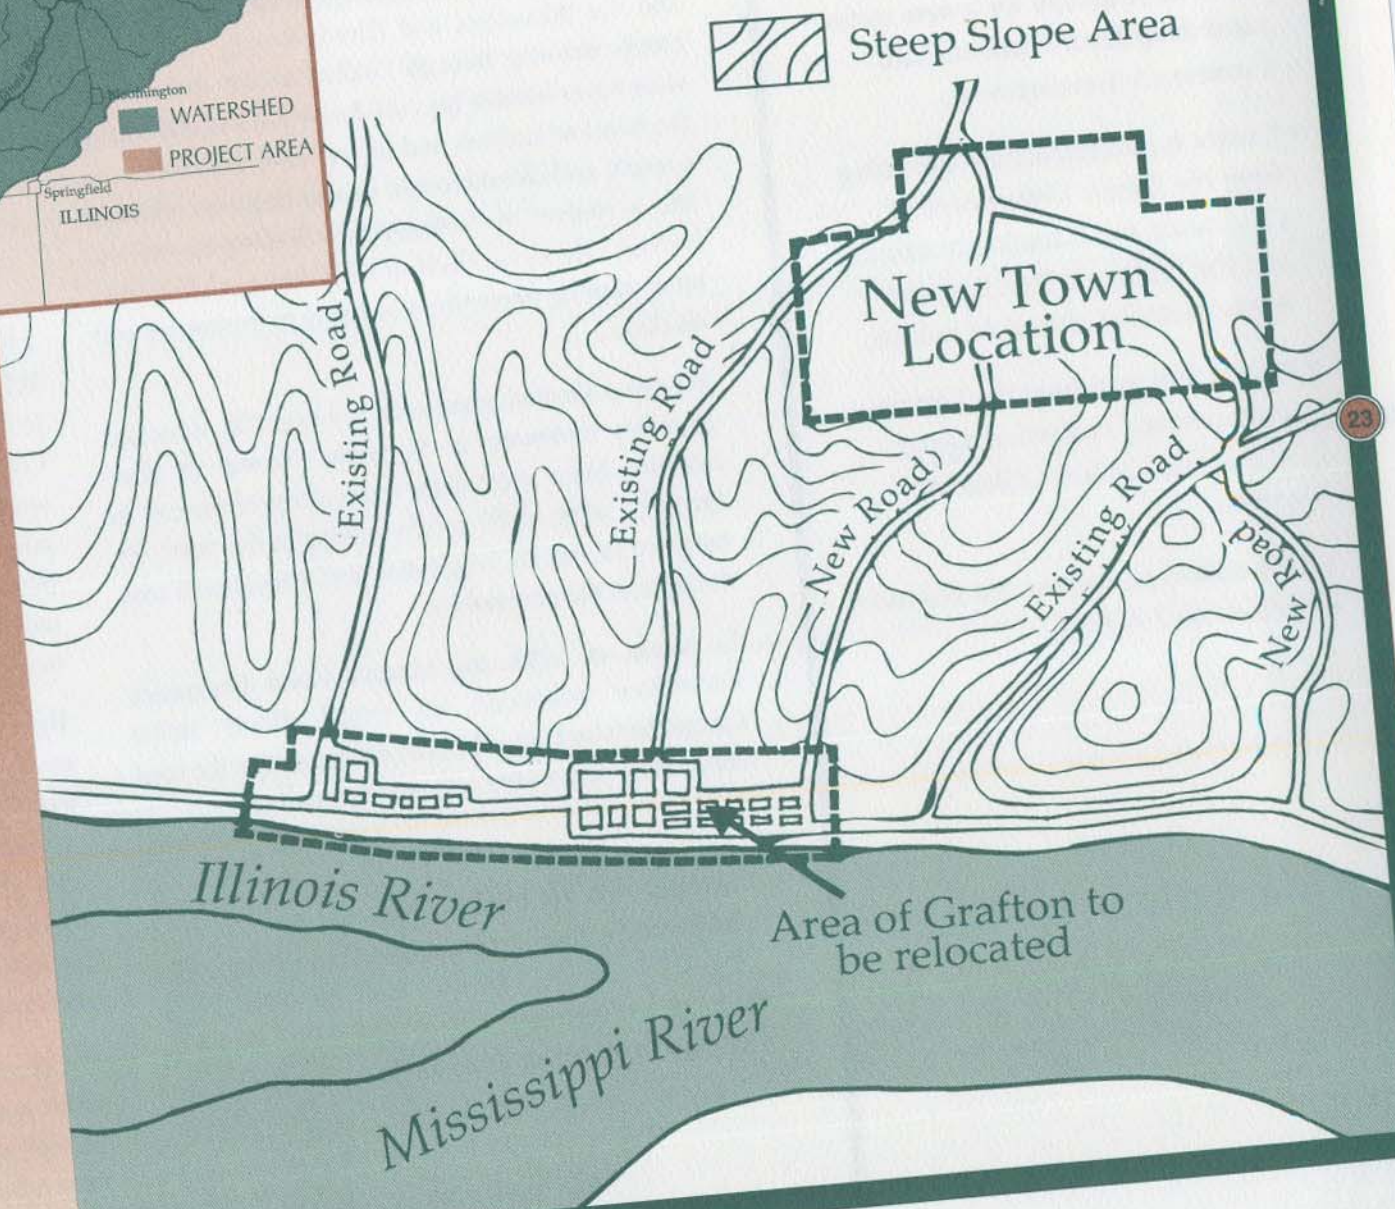 Steep Slope Area
Bloomington
WATERSHED
PROJECT AREA
Springfield
ILLINOIS
New Town
Location
Existing Road
Existing Road
New Road
Existing Road
New Road
23
Illinois River
Area of Grafton to
be relocated
Mississippi River